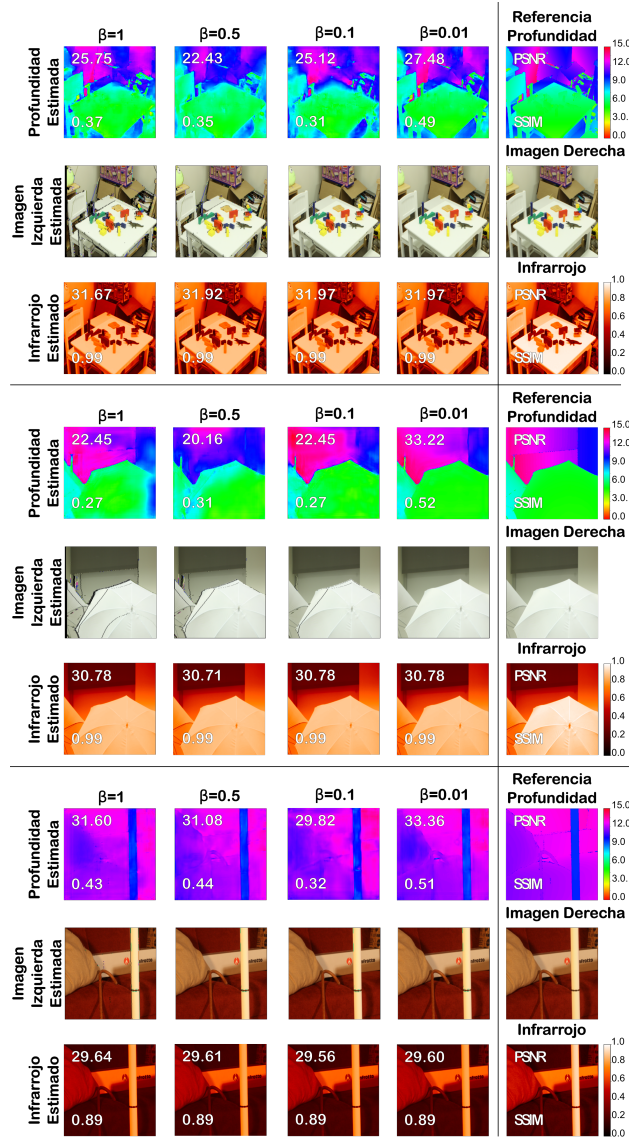 Referencia
Profundidad
β=1 β=0.5 β=0.1 β=0.01
Profundidad
Estimada
25.75 22.43 25.12 27.48 PSNR
0.37 0.35 0.31 0.49 SSIM
15.0
12.0
9.0
6.0
3.0
0.0
Imagen Derecha
Imagen
Izquierda
Estimada
Infrarrojo
Infrarrojo
Estimado
31.67 31.92 31.97 31.97 PSNR
0.99 0.99 0.99 0.99 SSIM
1.0
0.8
0.6
0.4
0.2
0.0
Referencia
Profundidad
β=1 β=0.5 β=0.1 β=0.01
Profundidad
Estimada
22.45 20.16 22.45 33.22 PSNR
0.27 0.31 0.27 0.52 SSIM
15.0
12.0
9.0
6.0
3.0
0.0
Imagen Derecha
Imagen
Izquierda
Estimada
Infrarrojo
Infrarrojo
Estimado
30.78 30.71 30.78 30.78 PSNR
0.99 0.99 0.99 0.99 SSIM
1.0
0.8
0.6
0.4
0.2
0.0
Referencia
Profundidad
β=1 β=0.5 β=0.1 β=0.01
Profundidad
Estimada
31.60 31.08 29.82 33.36 PSNR
0.43 0.44 0.32 0.51 SSIM
15.0
12.0
9.0
6.0
3.0
0.0
Imagen Derecha
Imagen
Izquierda
Estimada
Infrarrojo
Infrarrojo
Estimado
29.64 29.61 29.56 29.60 PSNR
0.89 0.89 0.89 0.89 SSIM
1.0
0.8
0.6
0.4
0.2
0.0